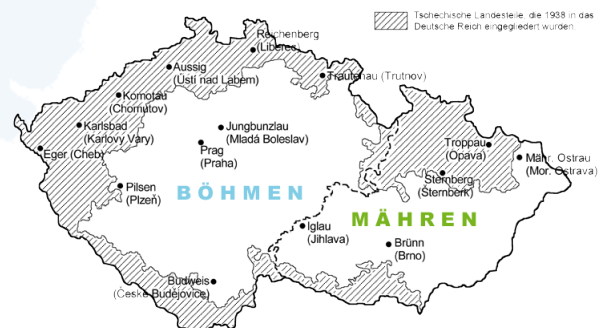 Tschechische Landesteile, die 1938 in das
Deutsche Reich eingegliedert wurden.
Reichenberg
(Liberec)
Aussig
(Ústí nad Labem)
Trautenau (Trutnov)
Komotau
(Chomutov)
Karlsbad
(Karlovy Vary)
Jungbunzlau
(Mladá Boleslav)
Eger (Cheb)
Prag
(Praha)
Troppau
(Opava)
Mähr. Ostrau
(Mor. Ostrava)
Sternberg
(Šternberk)
Pilsen
(Plzeň)
BÖHMEN
MÄHREN
Iglau
(Jihlava)
Brünn
(Brno)
Budweis
(České Budějovice)